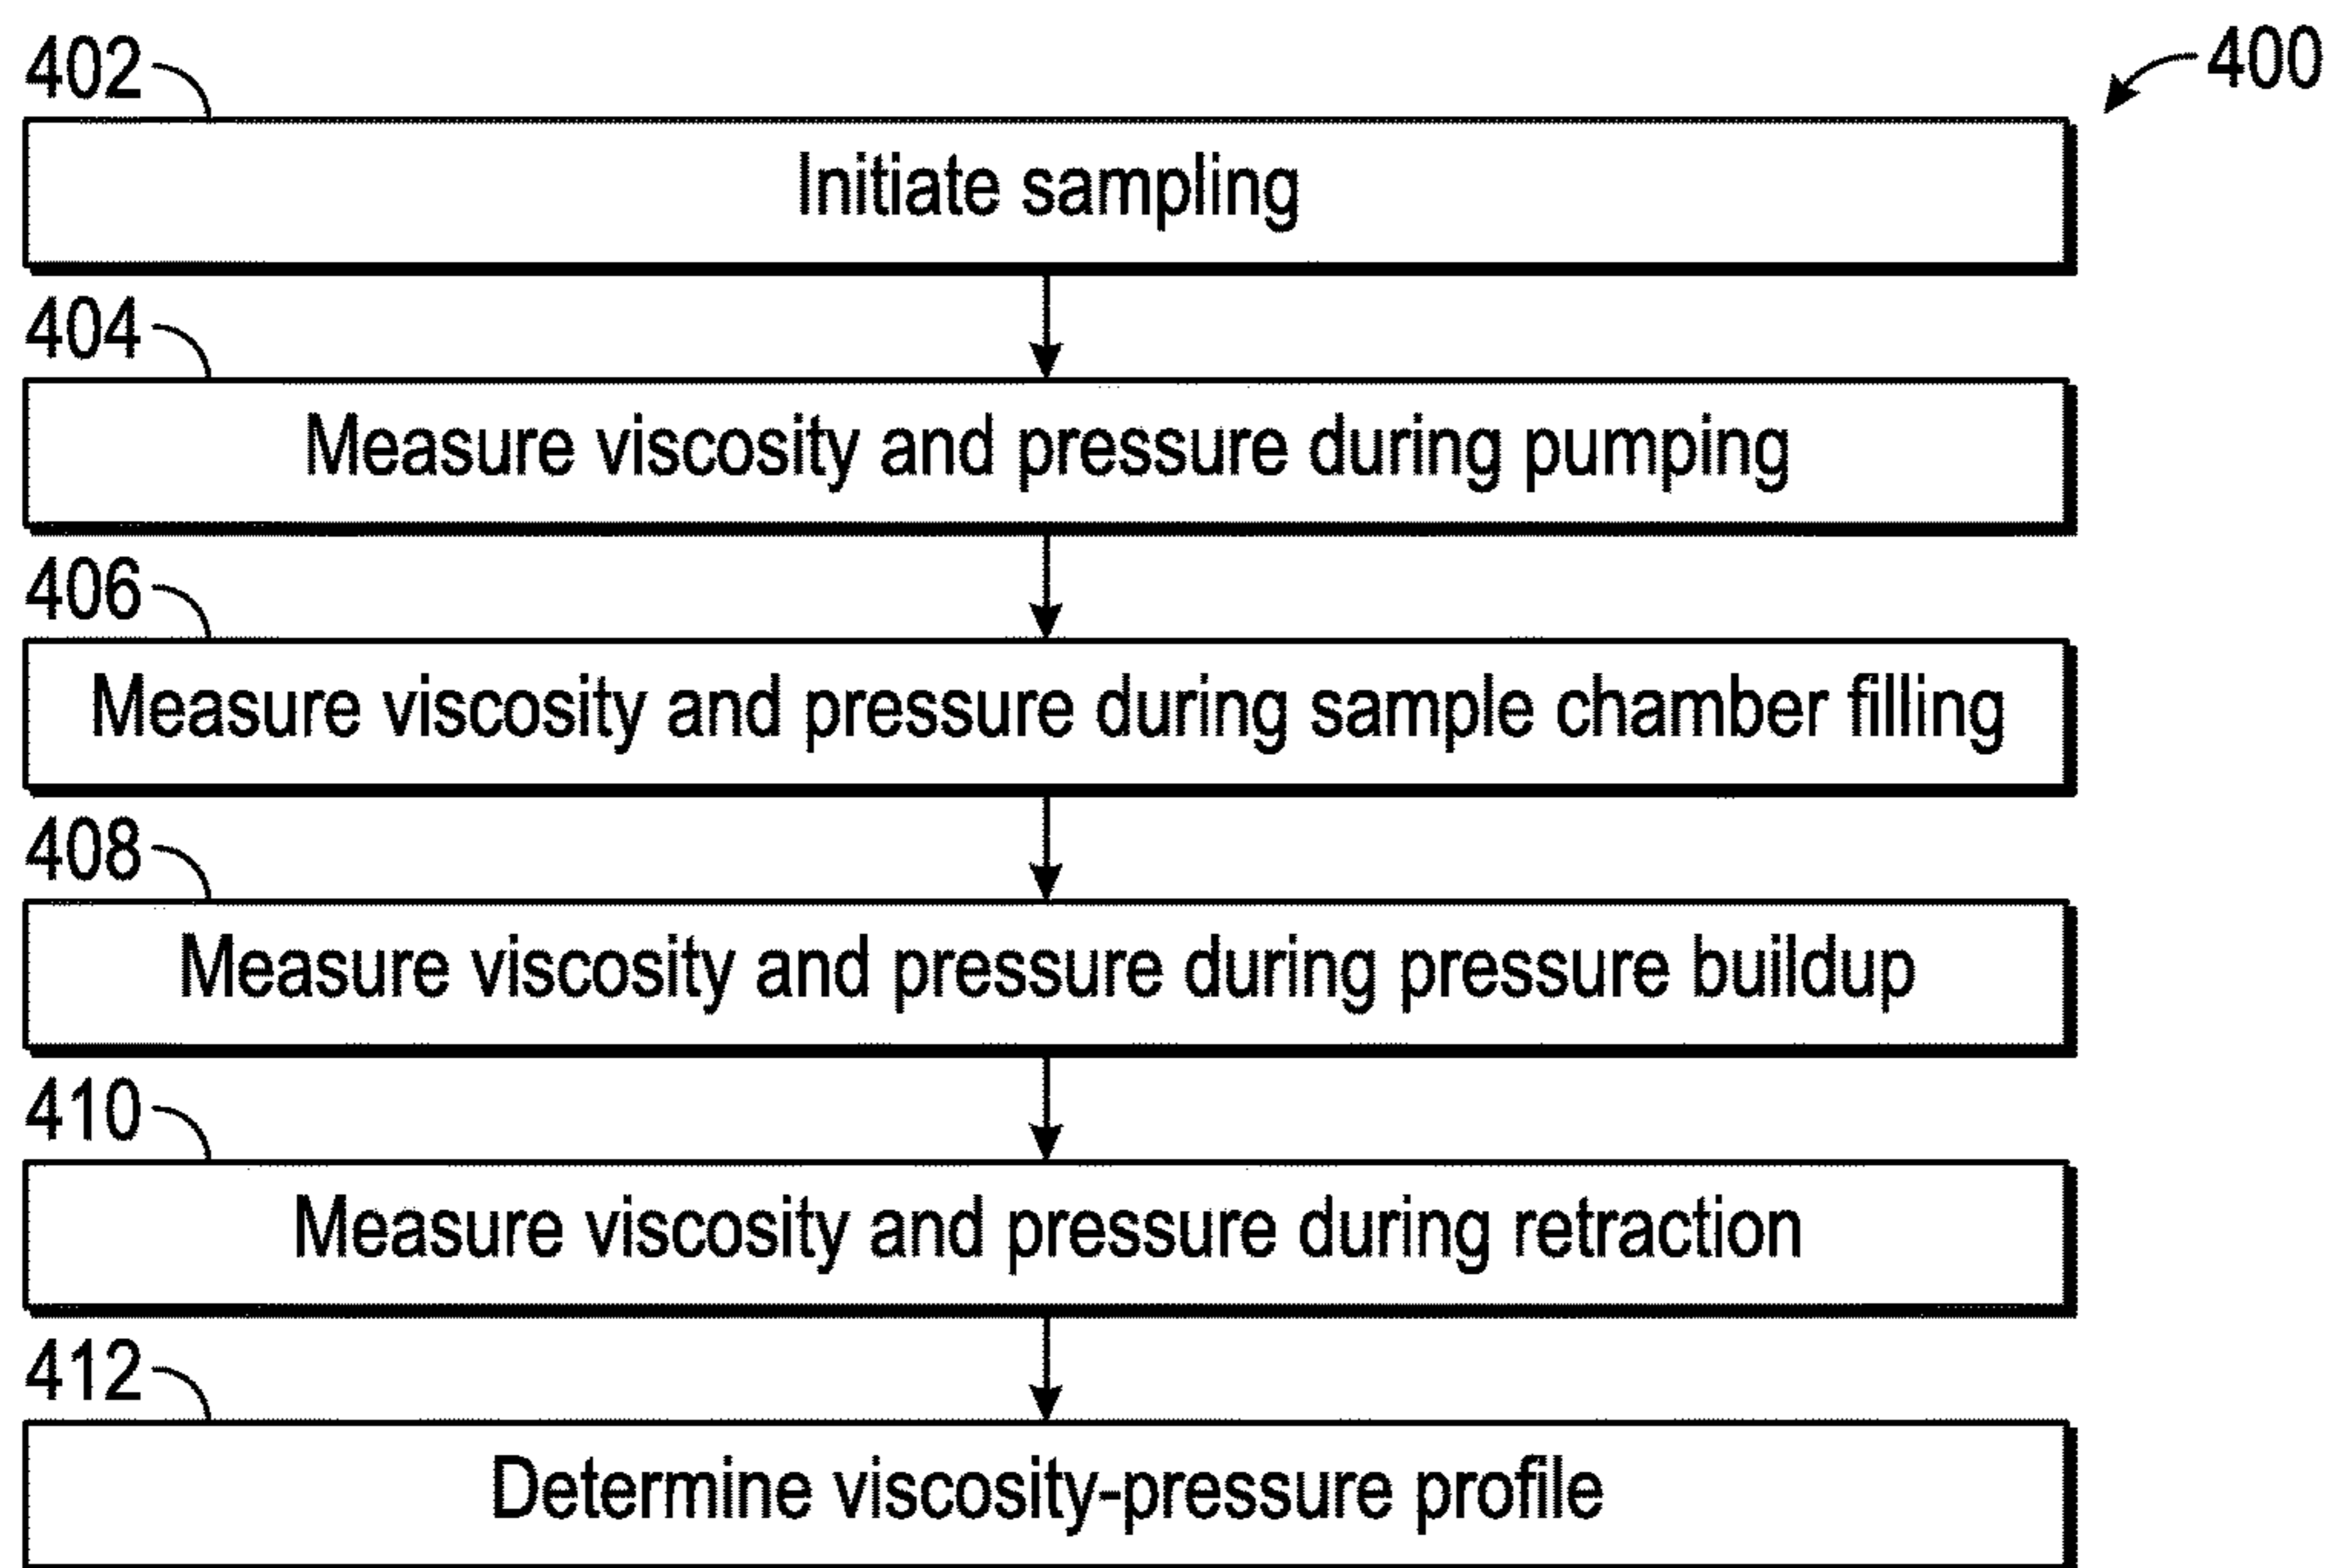 400
402
Initiate sampling
404
Measure viscosity and pressure during pumping
406
Measure viscosity and pressure during sample chamber filling
408
Measure viscosity and pressure during pressure buildup
410
Measure viscosity and pressure during retraction
412
Determine viscosity-pressure profile